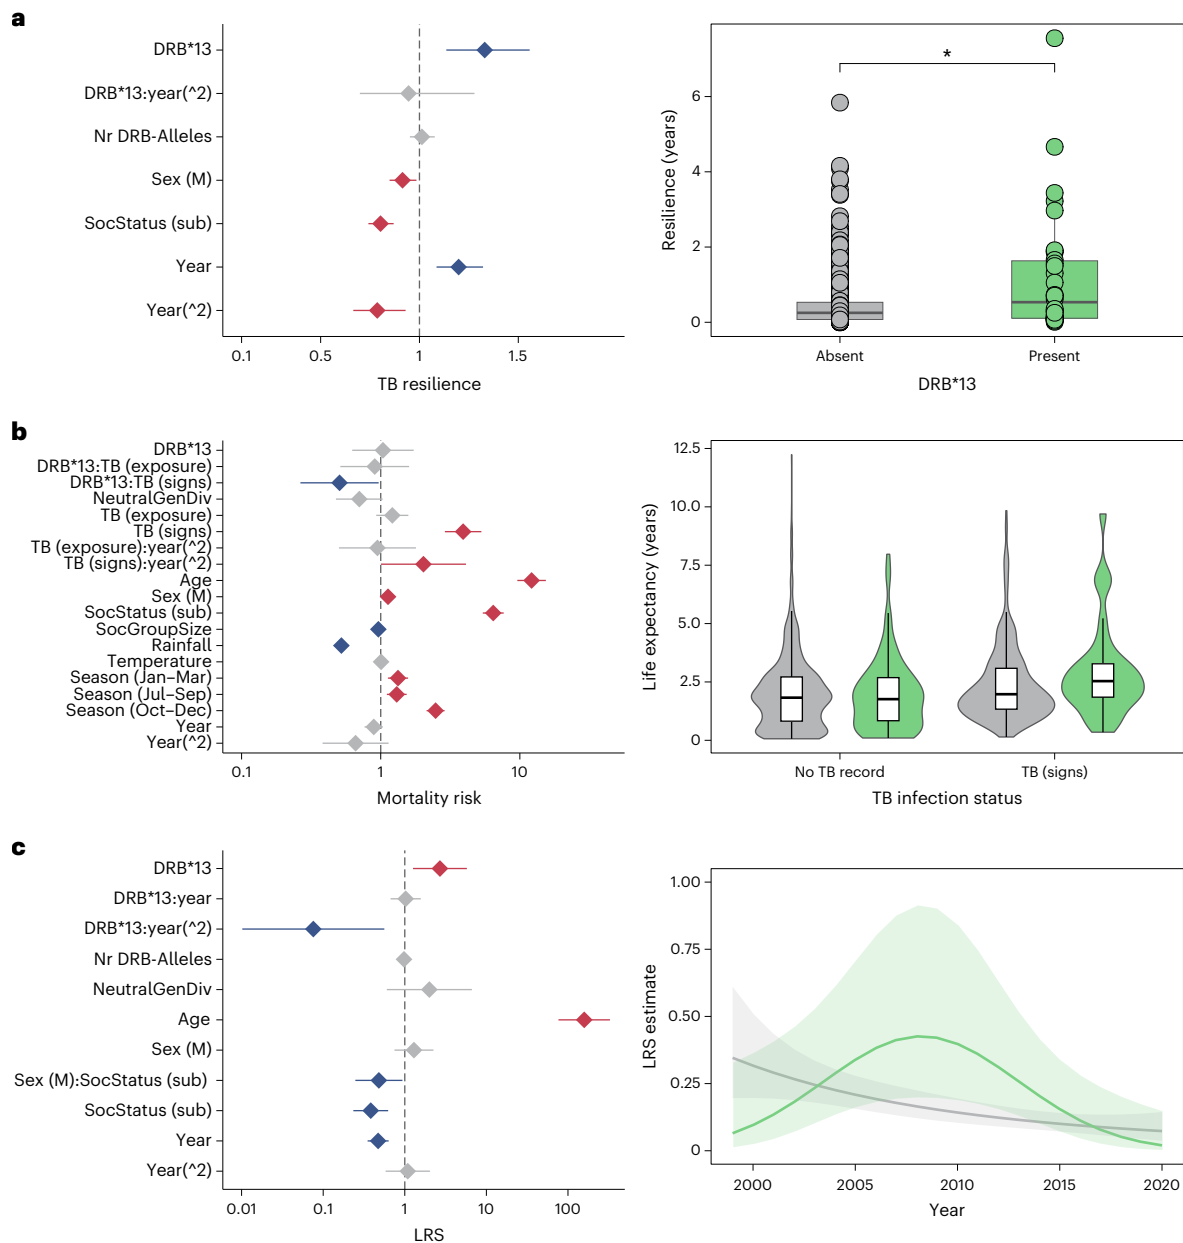 a
DRB*13
DRB*13:year(^2)
Nr DRB-Alleles
Sex (M)
SocStatus (sub)
Year
Year(^2)
0.1 0.5 1 1.5
TB resilience
*
Resilience (years)
6
4
2
0
Absent Present
DRB*13
b
DRB*13
DRB*13:TB (exposure)
DRB*13:TB (signs)
NeutralGenDiv
TB (exposure)
TB (signs)
TB (exposure):year(^2)
TB (signs):year(^2)
Age
Sex (M)
SocStatus (sub)
SocGroupSize
Rainfall
Temperature
Season (Jan–Mar)
Season (Jul–Sep)
Season (Oct–Dec)
Year
Year(^2)
0.1 1 10
Mortality risk
Life expectancy (years)
12.5
10.0
7.5
5.0
2.5
0
No TB record TB (signs)
TB infection status
c
DRB*13
DRB*13:year
DRB*13:year(^2)
Nr DRB-Alleles
NeutralGenDiv
Age
Sex (M)
Sex (M):SocStatus (sub)
SocStatus (sub)
Year
Year(^2)
0.01 0.1 1 10 100
LRS
LRS estimate
1.00
0.75
0.50
0.25
0
2000 2005 2010 2015 2020
Year